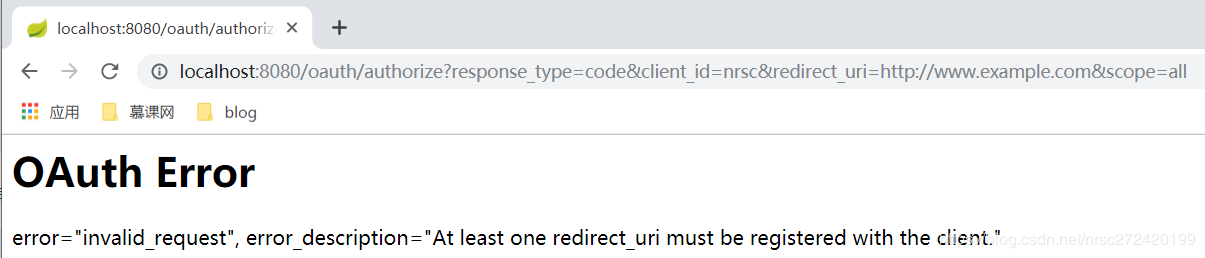 localhost:8080/oauth/authoriz
localhost:8080/oauth/authorize?response_type=code&client_id=nrsc&redirect_uri=http://www.example.com&scope=all
应用 慕课网 blog
OAuth Error
error="invalid_request", error_description="At least one redirect_uri must be registered with the client."
blog.csdn.net/nrsc272420199